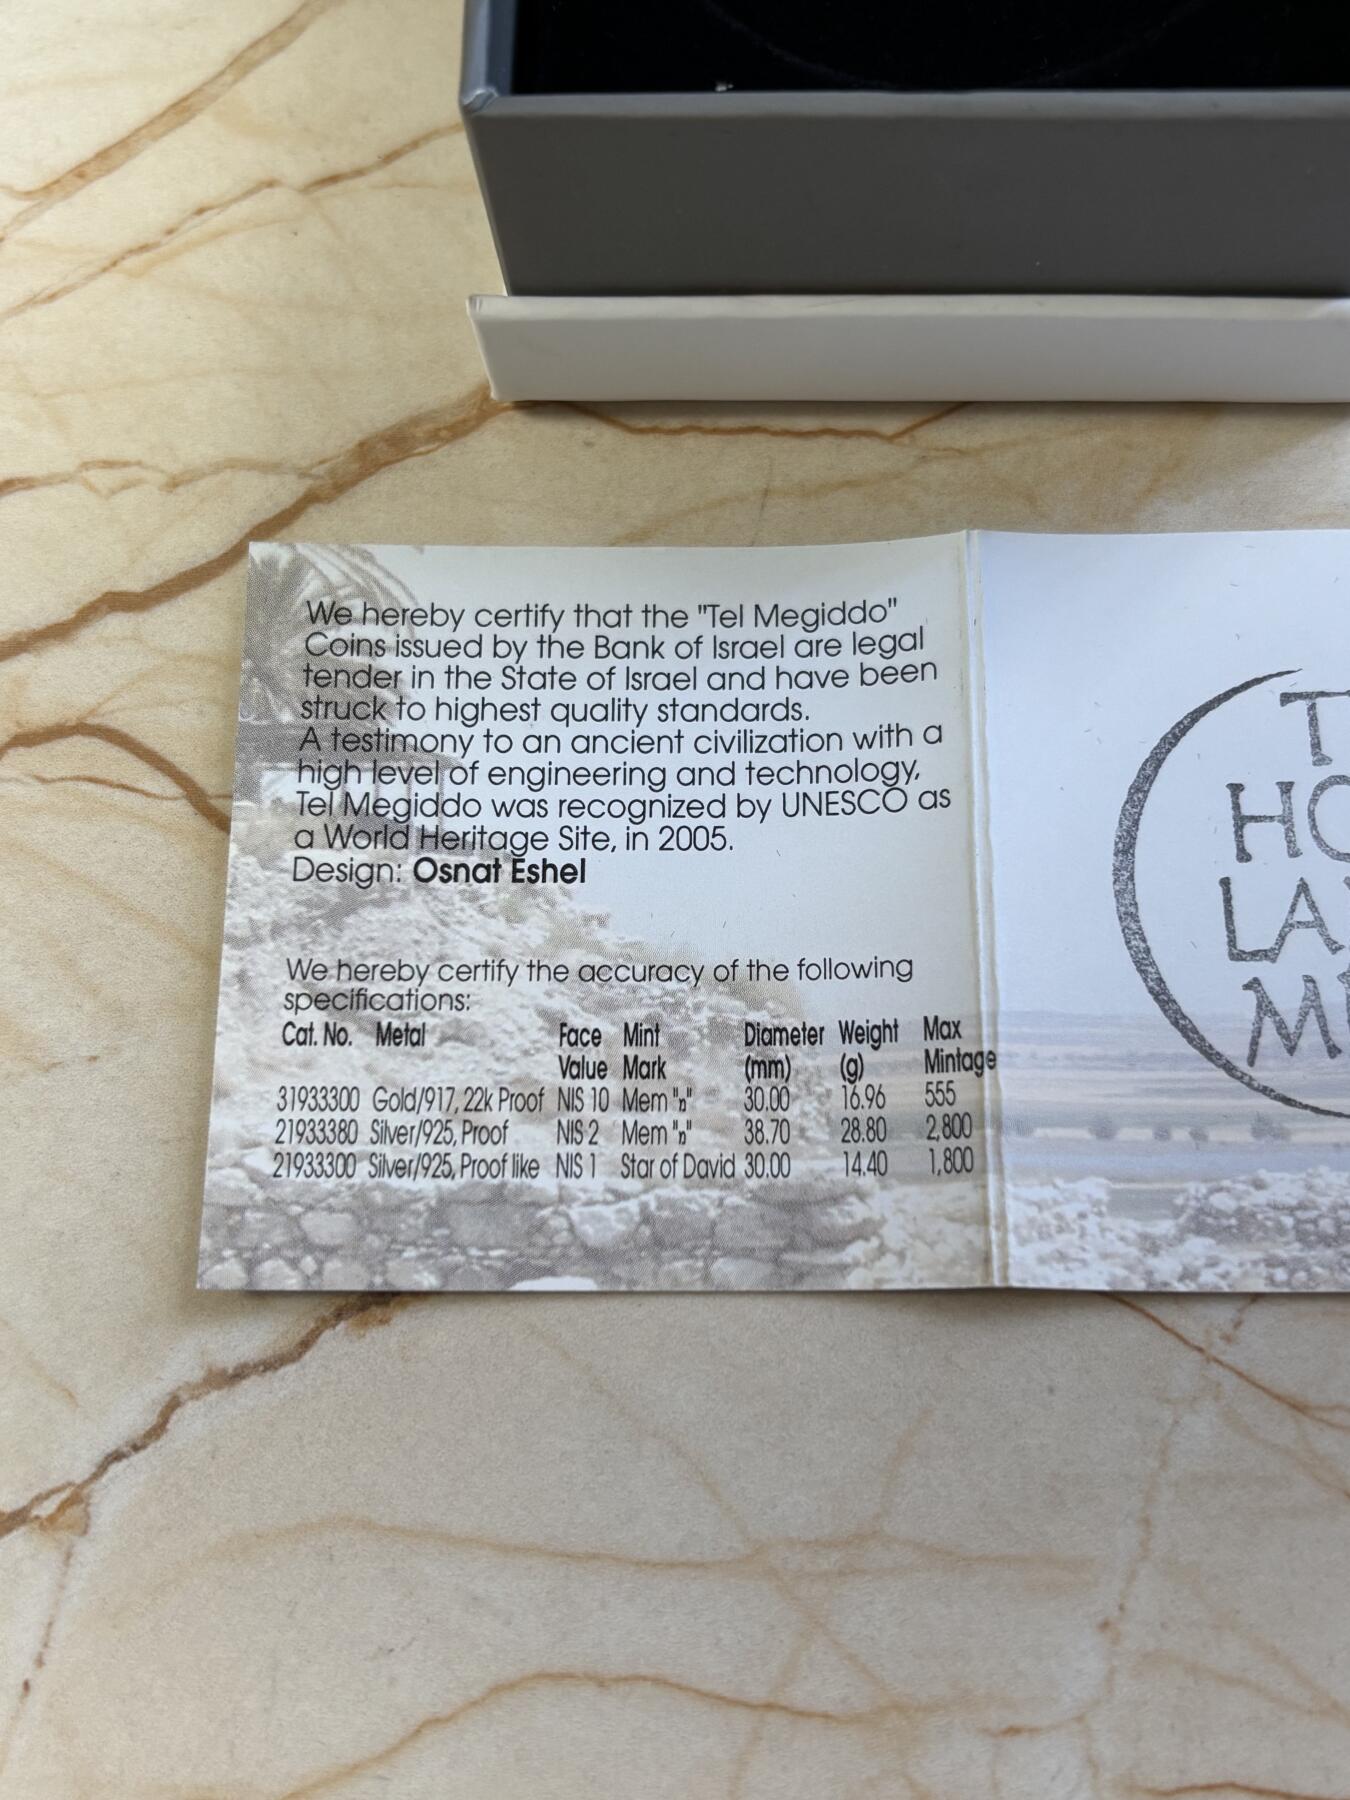 We hereby certify that the "Tel Megiddo"
Coins issued by the Bank of Israel are legal
tender in the State of Israel and have been
struck to highest quality standards.
A testimony to an ancient civilization with a
high level of engineering and technology,
Tel Megiddo was recognized by UNESCO as
a World Heritage Site, in 2005.
Design: Osnat Eshel
We hereby certify the accuracy of the following
specifications:
Cat. No. Metal Face Mint Diameter Weight Max
Value Mark (mm) (g) Mintage
31933300 Gold/917, 22k Proof NIS 10 Mem "מ" 30.00 16.96 555
21933380 Silver/925, Proof NIS 2 Mem "מ" 38.70 28.80 2,800
21933300 Silver/925, Proof like NIS 1 Star of David 30.00 14.40 1,800